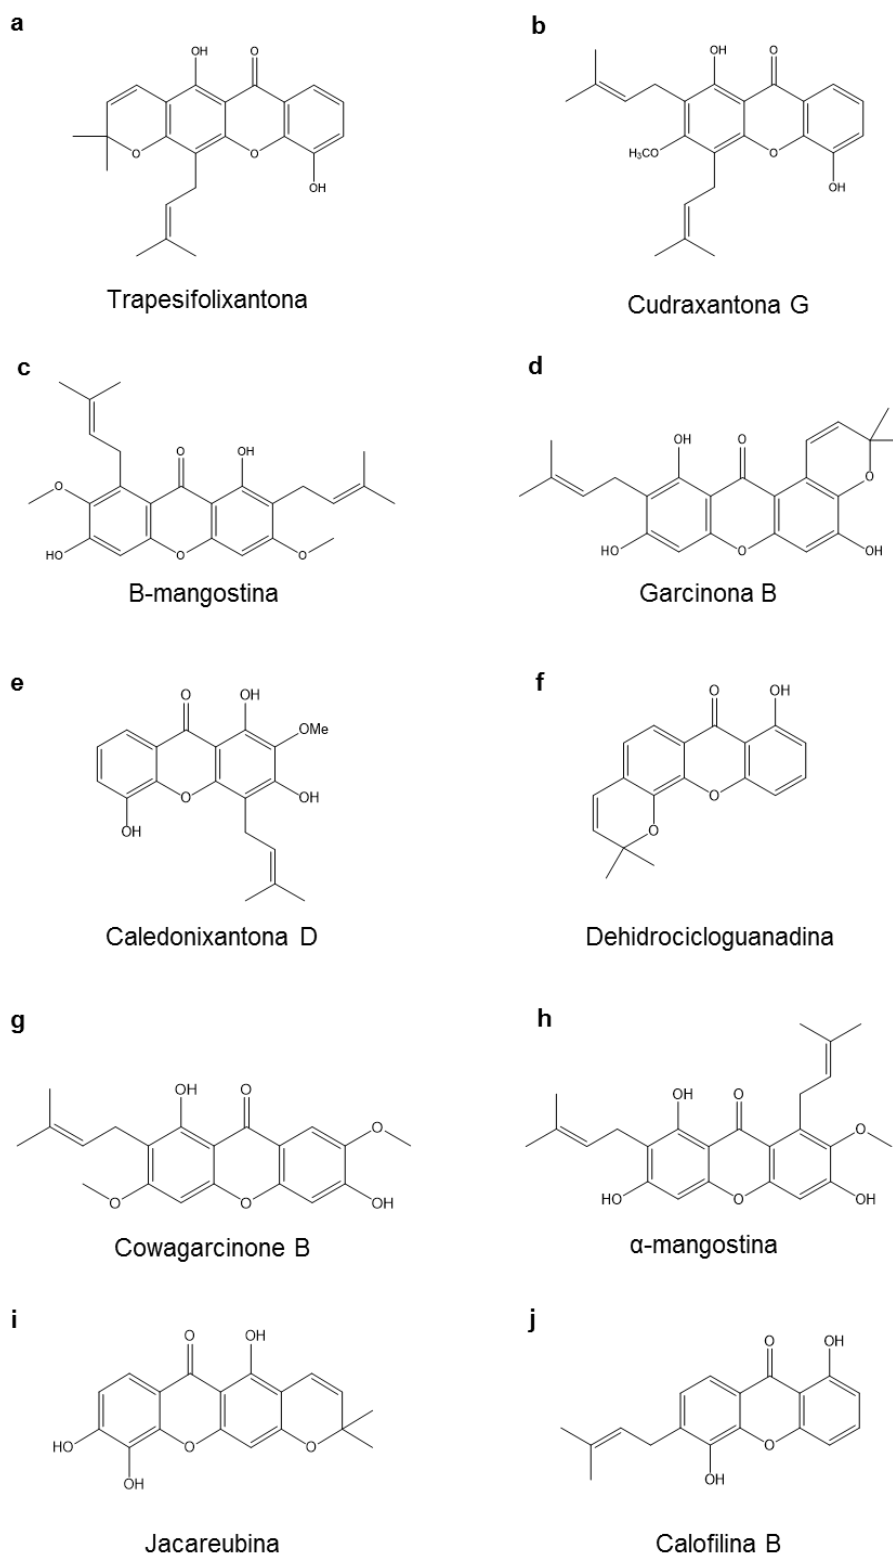 a
b
OH
O
O
O
OH
Trapesifolixantona
OH
O
H₃CO
O
OH
Cudraxantona G
c
d
O
OH
O
HO
O
O
B-mangostina
OH
O
O
HO
O
OH
Garcinona B
e
f
O
OH
OMe
O
OH
OH
Caledonixantona D
O
OH
O
O
Dehidrocicloguanadina
g
h
OH
O
O
O
O
OH
Cowagarcinone B
OH
O
O
HO
O
OH
α-mangostina
i
j
O
OH
HO
O
O
OH
Jacareubina
O
OH
O
OH
Calofilina B